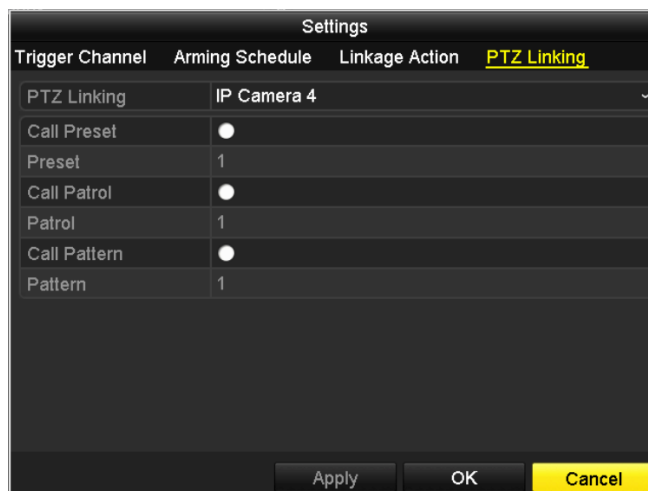 Settings
Trigger Channel Arming Schedule Linkage Action PTZ Linking
PTZ Linking IP Camera 4
Call Preset
Preset 1
Call Patrol
Patrol 1
Call Pattern
Pattern 1
Apply OK Cancel